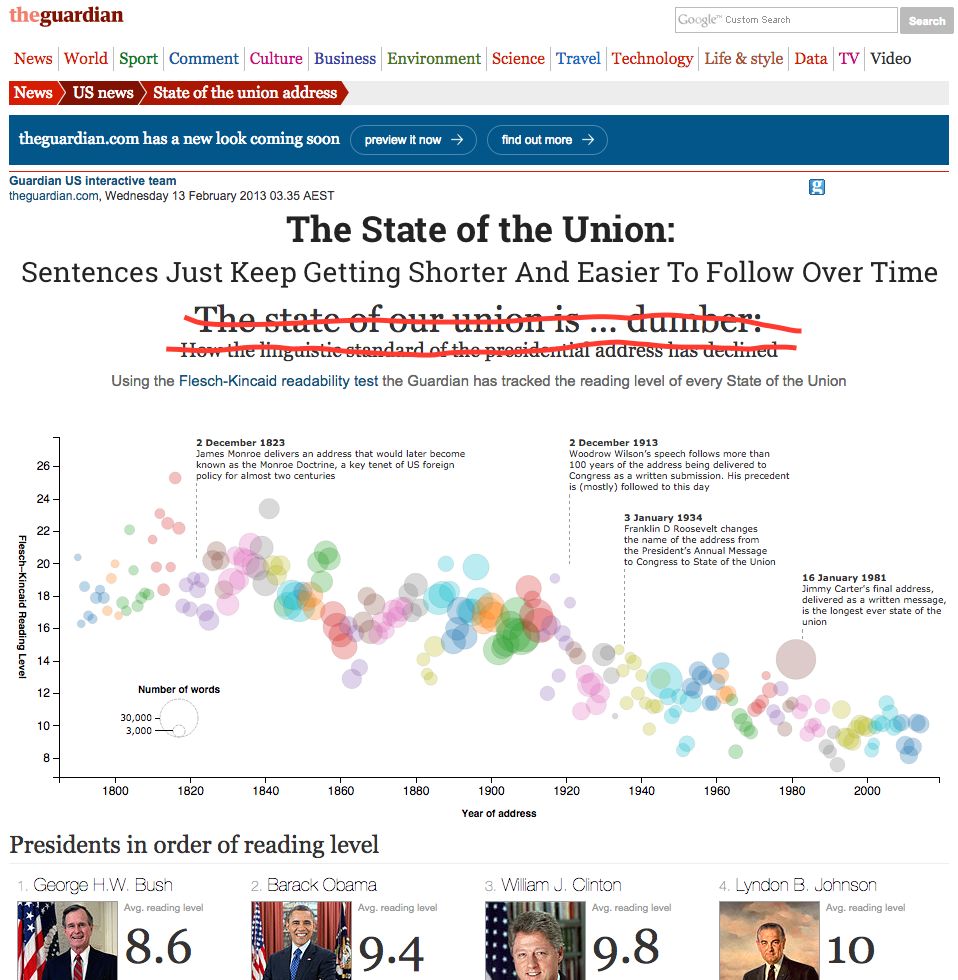 theguardian
Google™ Custom Search
Search
News World Sport Comment Culture Business Environment Science Travel Technology Life & style Data TV Video
News US news State of the union address
theguardian.com has a new look coming soon preview it now → find out more →
Guardian US interactive team
theguardian.com, Wednesday 13 February 2013 03.35 AEST
g
The State of the Union:
Sentences Just Keep Getting Shorter And Easier To Follow Over Time
The state of our union is ... dumber:
How the linguistic standard of the presidential address has declined
Using the Flesch-Kincaid readability test the Guardian has tracked the reading level of every State of the Union
2 December 1823
James Monroe delivers an address that would later become
known as the Monroe Doctrine, a key tenet of US foreign
policy for almost two centuries
2 December 1913
Woodrow Wilson's speech follows more than
100 years of the address being delivered to
Congress as a written submission. His precedent
is (mostly) followed to this day
3 January 1934
Franklin D Roosevelt changes
the name of the address from
the President's Annual Message
to Congress to State of the Union
16 January 1981
Jimmy Carter's final address,
delivered as a written message,
is the longest ever state of the
union
Flesch-Kincaid Reading Level
26
24
22
20
18
16
14
12
10
8
Number of words
30,000
3,000
1800 1820 1840 1860 1880 1900 1920 1940 1960 1980 2000
Year of address
Presidents in order of reading level
1. George H.W. Bush
Avg. reading level
8.6
2. Barack Obama
Avg. reading level
9.4
3. William J. Clinton
Avg. reading level
9.8
4. Lyndon B. Johnson
Avg. reading level
10